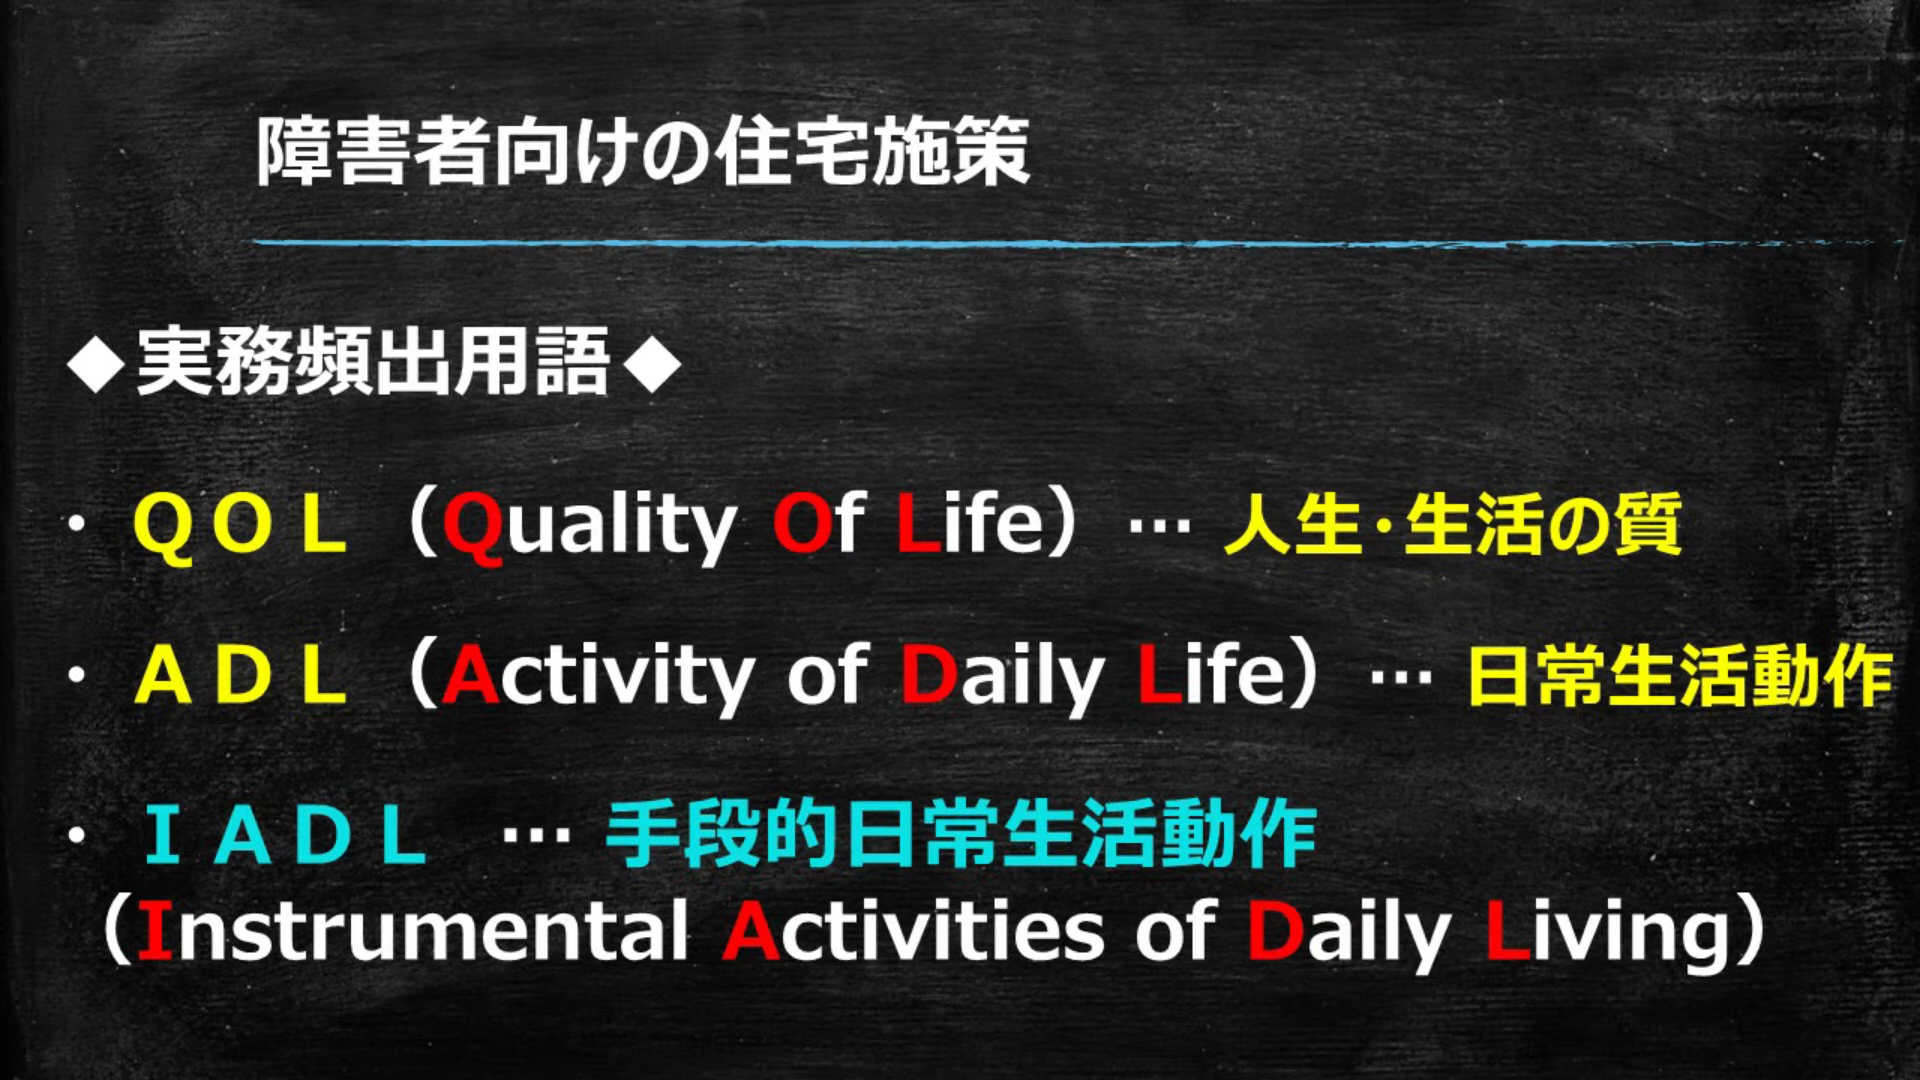 障害者向けの住宅施策
◆実務頻出用語◆
・ ＱＯＬ（Quality Of Life）… 人生・生活の質
・ ＡＤＬ（Activity of Daily Life）… 日常生活動作
・ ＩＡＤＬ … 手段的日常生活動作
（Instrumental Activities of Daily Living）